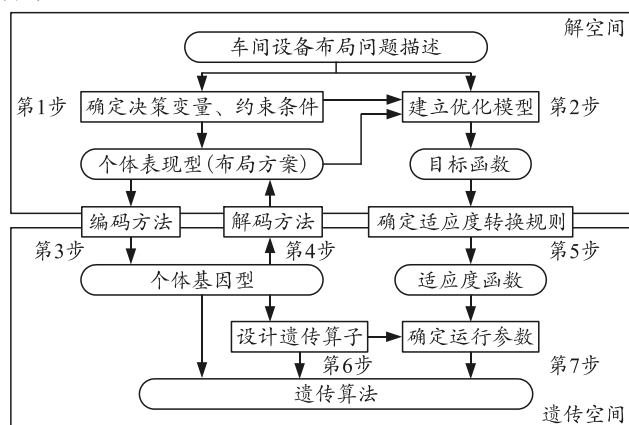 解空间
车间设备布局问题描述
第1步
确定决策变量、约束条件
建立优化模型
第2步
个体表现型(布局方案)
目标函数
编码方法
解码方法
确定适应度转换规则
第3步
第4步
第5步
个体基因型
适应度函数
设计遗传算子
确定运行参数
第6步
第7步
遗传算法
遗传空间